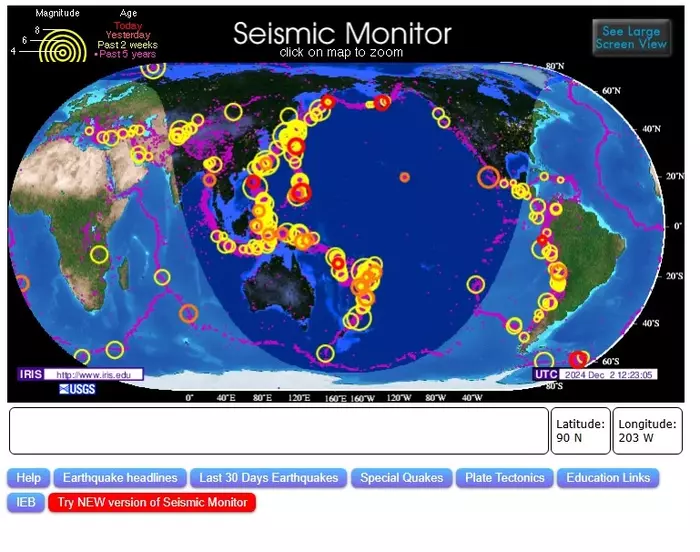 Magnitude
8
6
4
Age
Today
Yesterday
Past 2 weeks
• Past 5 years
Seismic Monitor
click on map to zoom
See Large
Screen View
80°N
80°N
60°N
40°N
20°N
0°
20°S
40°S
60°S
80°S
IRIS http://www.iris.edu
USGS
UTC 2024 Dec 2 12:23:05
0° 40°E 80°E 120°E 160°E 160°W 120°W 80°W 40°W
Latitude:
90 N
Longitude:
203 W
Help
Earthquake headlines
Last 30 Days Earthquakes
Special Quakes
Plate Tectonics
Education Links
IEB
Try NEW version of Seismic Monitor